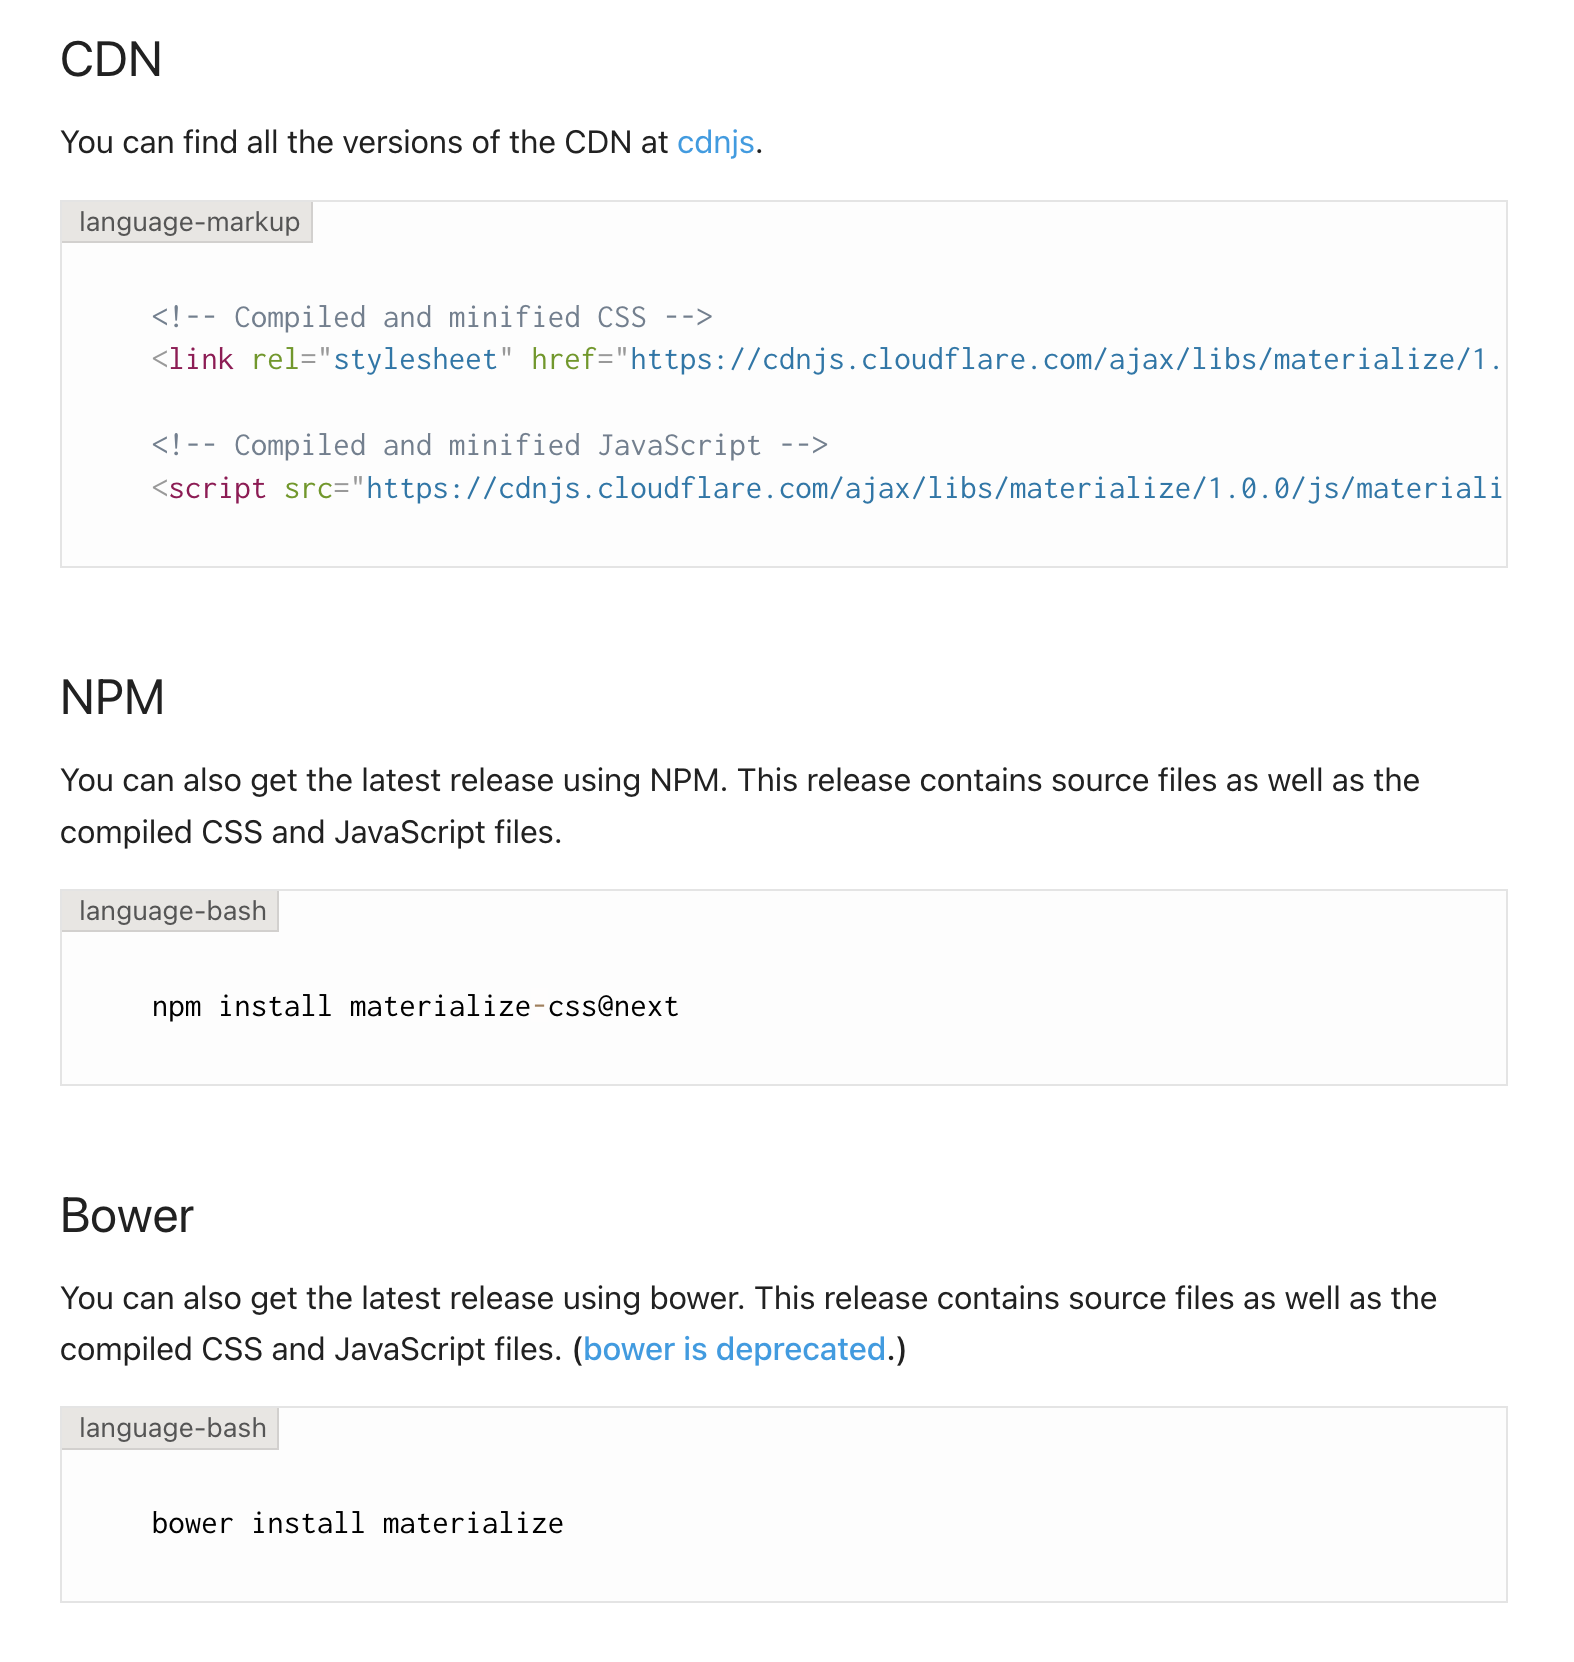 CDN
You can find all the versions of the CDN at cdnjs.
language-markup
<!-- Compiled and minified CSS -->
<link rel="stylesheet" href="https://cdnjs.cloudflare.com/ajax/libs/materialize/1.
<!-- Compiled and minified JavaScript -->
<script src="https://cdnjs.cloudflare.com/ajax/libs/materialize/1.0.0/js/materiali
NPM
You can also get the latest release using NPM. This release contains source files as well as the
compiled CSS and JavaScript files.
language-bash
npm install materialize-css@next
Bower
You can also get the latest release using bower. This release contains source files as well as the
compiled CSS and JavaScript files. (bower is deprecated.)
language-bash
bower install materialize